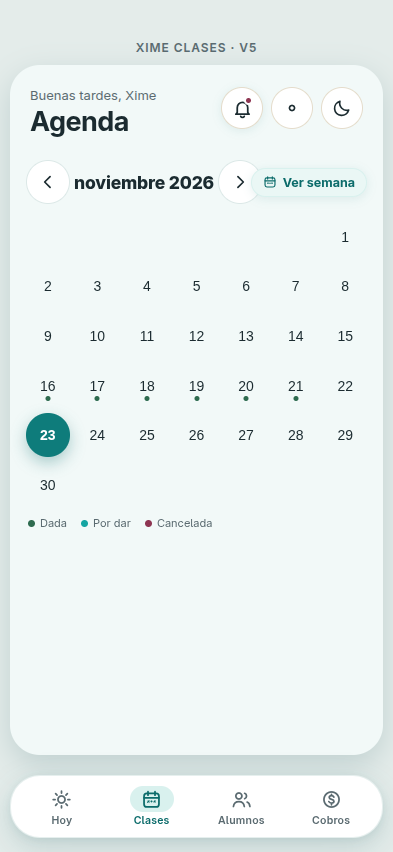 XIME CLASES · V5
Buenas tardes, Xime
Agenda
noviembre 2026
Ver semana
1
2 3 4 5 6 7 8
9 10 11 12 13 14 15
16 17 18 19 20 21 22
23 24 25 26 27 28 29
30
Dada Por dar Cancelada
Hoy Clases Alumnos Cobros